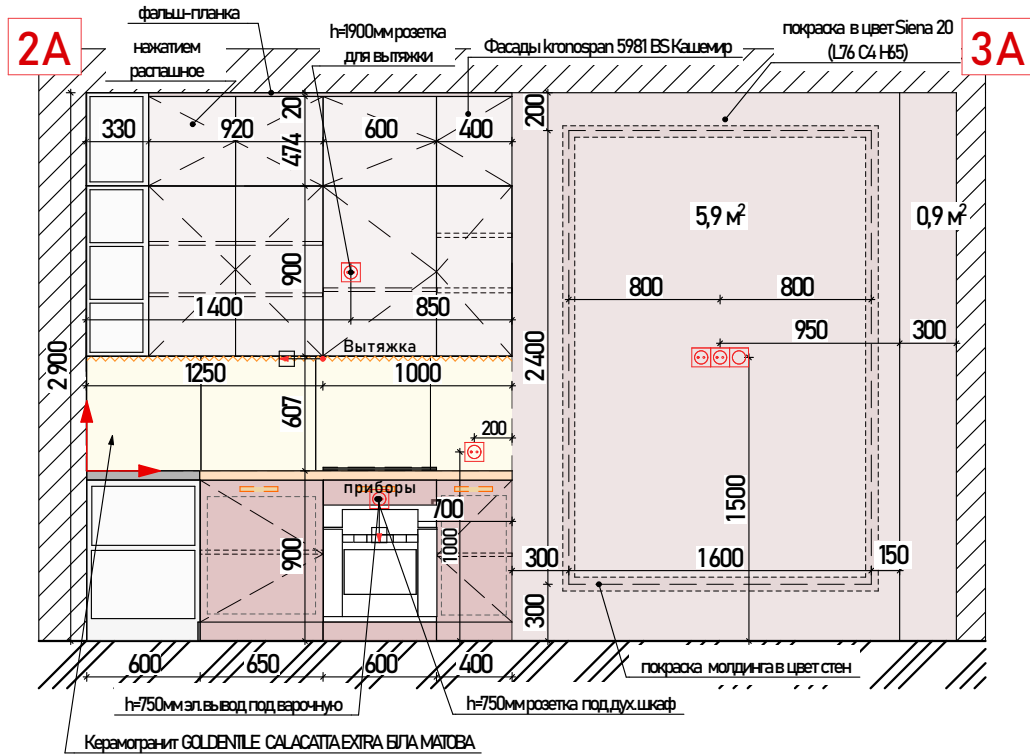 фальш-планка
2A
нажатием
распашное
h=1900мм розетка
для вытяжки
Фасады kronospan 5981 BS Кашемир
покраска в цвет Siena 20
(L76 C4 H65)
3A
20
200
330
920
600
400
474
5,9 м²
0,9 м²
900
1400
850
800
800
950
300
2900
2400
Вытяжка
1250
1000
607
200
приборы
700
1500
900
1000
300
1600
150
300
600
650
600
400
покраска молдинга в цвет стен
h=750мм эл. вывод под варочную
h=750мм розетка под дух. шкаф
Керамогранит GOLDENTILE CALACATTA EXTRA БІЛА МАТОВА